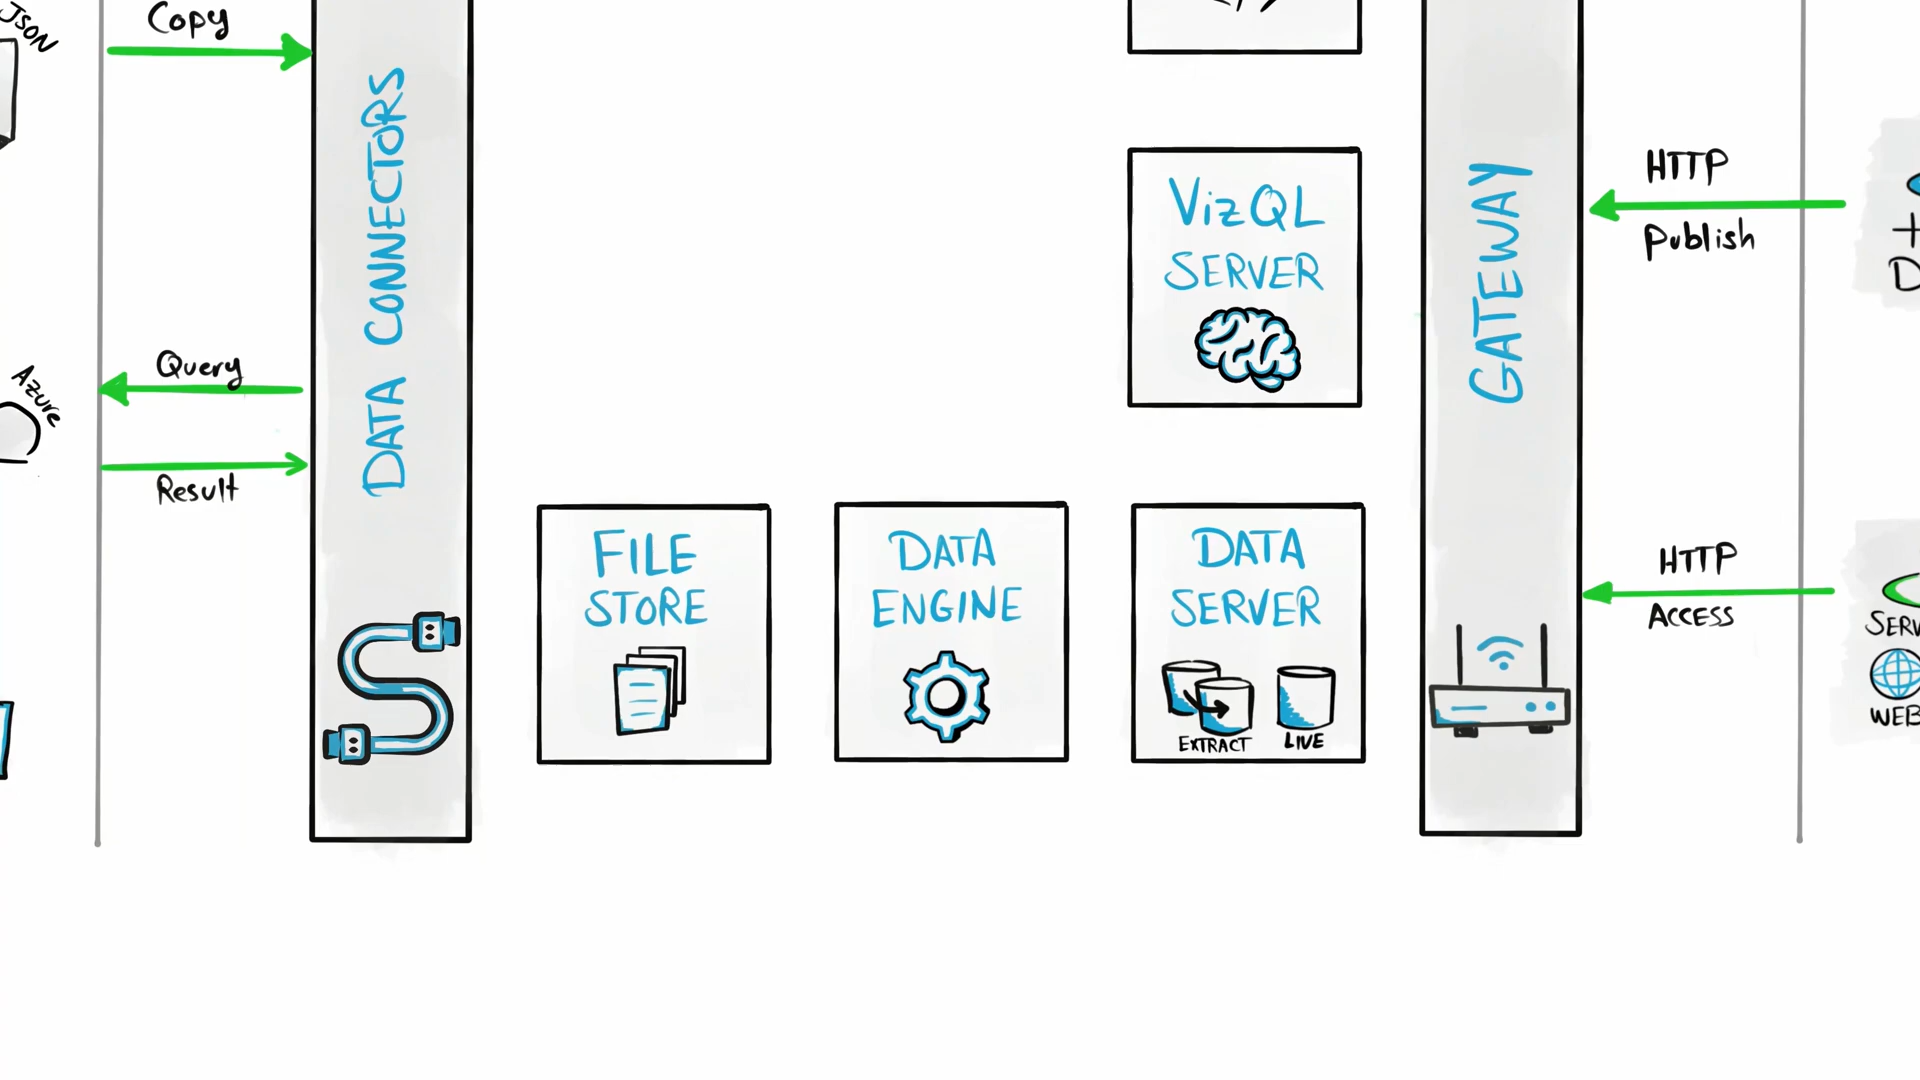 JSON
Copy
DATA CONNECTORS
Query
Result
Azure
VizQL
SERVER
FILE
STORE
DATA
ENGINE
DATA
SERVER
EXTRACT
LIVE
GATEWAY
HTTP
Publish
HTTP
ACCESS
+
D
SERV
WEB